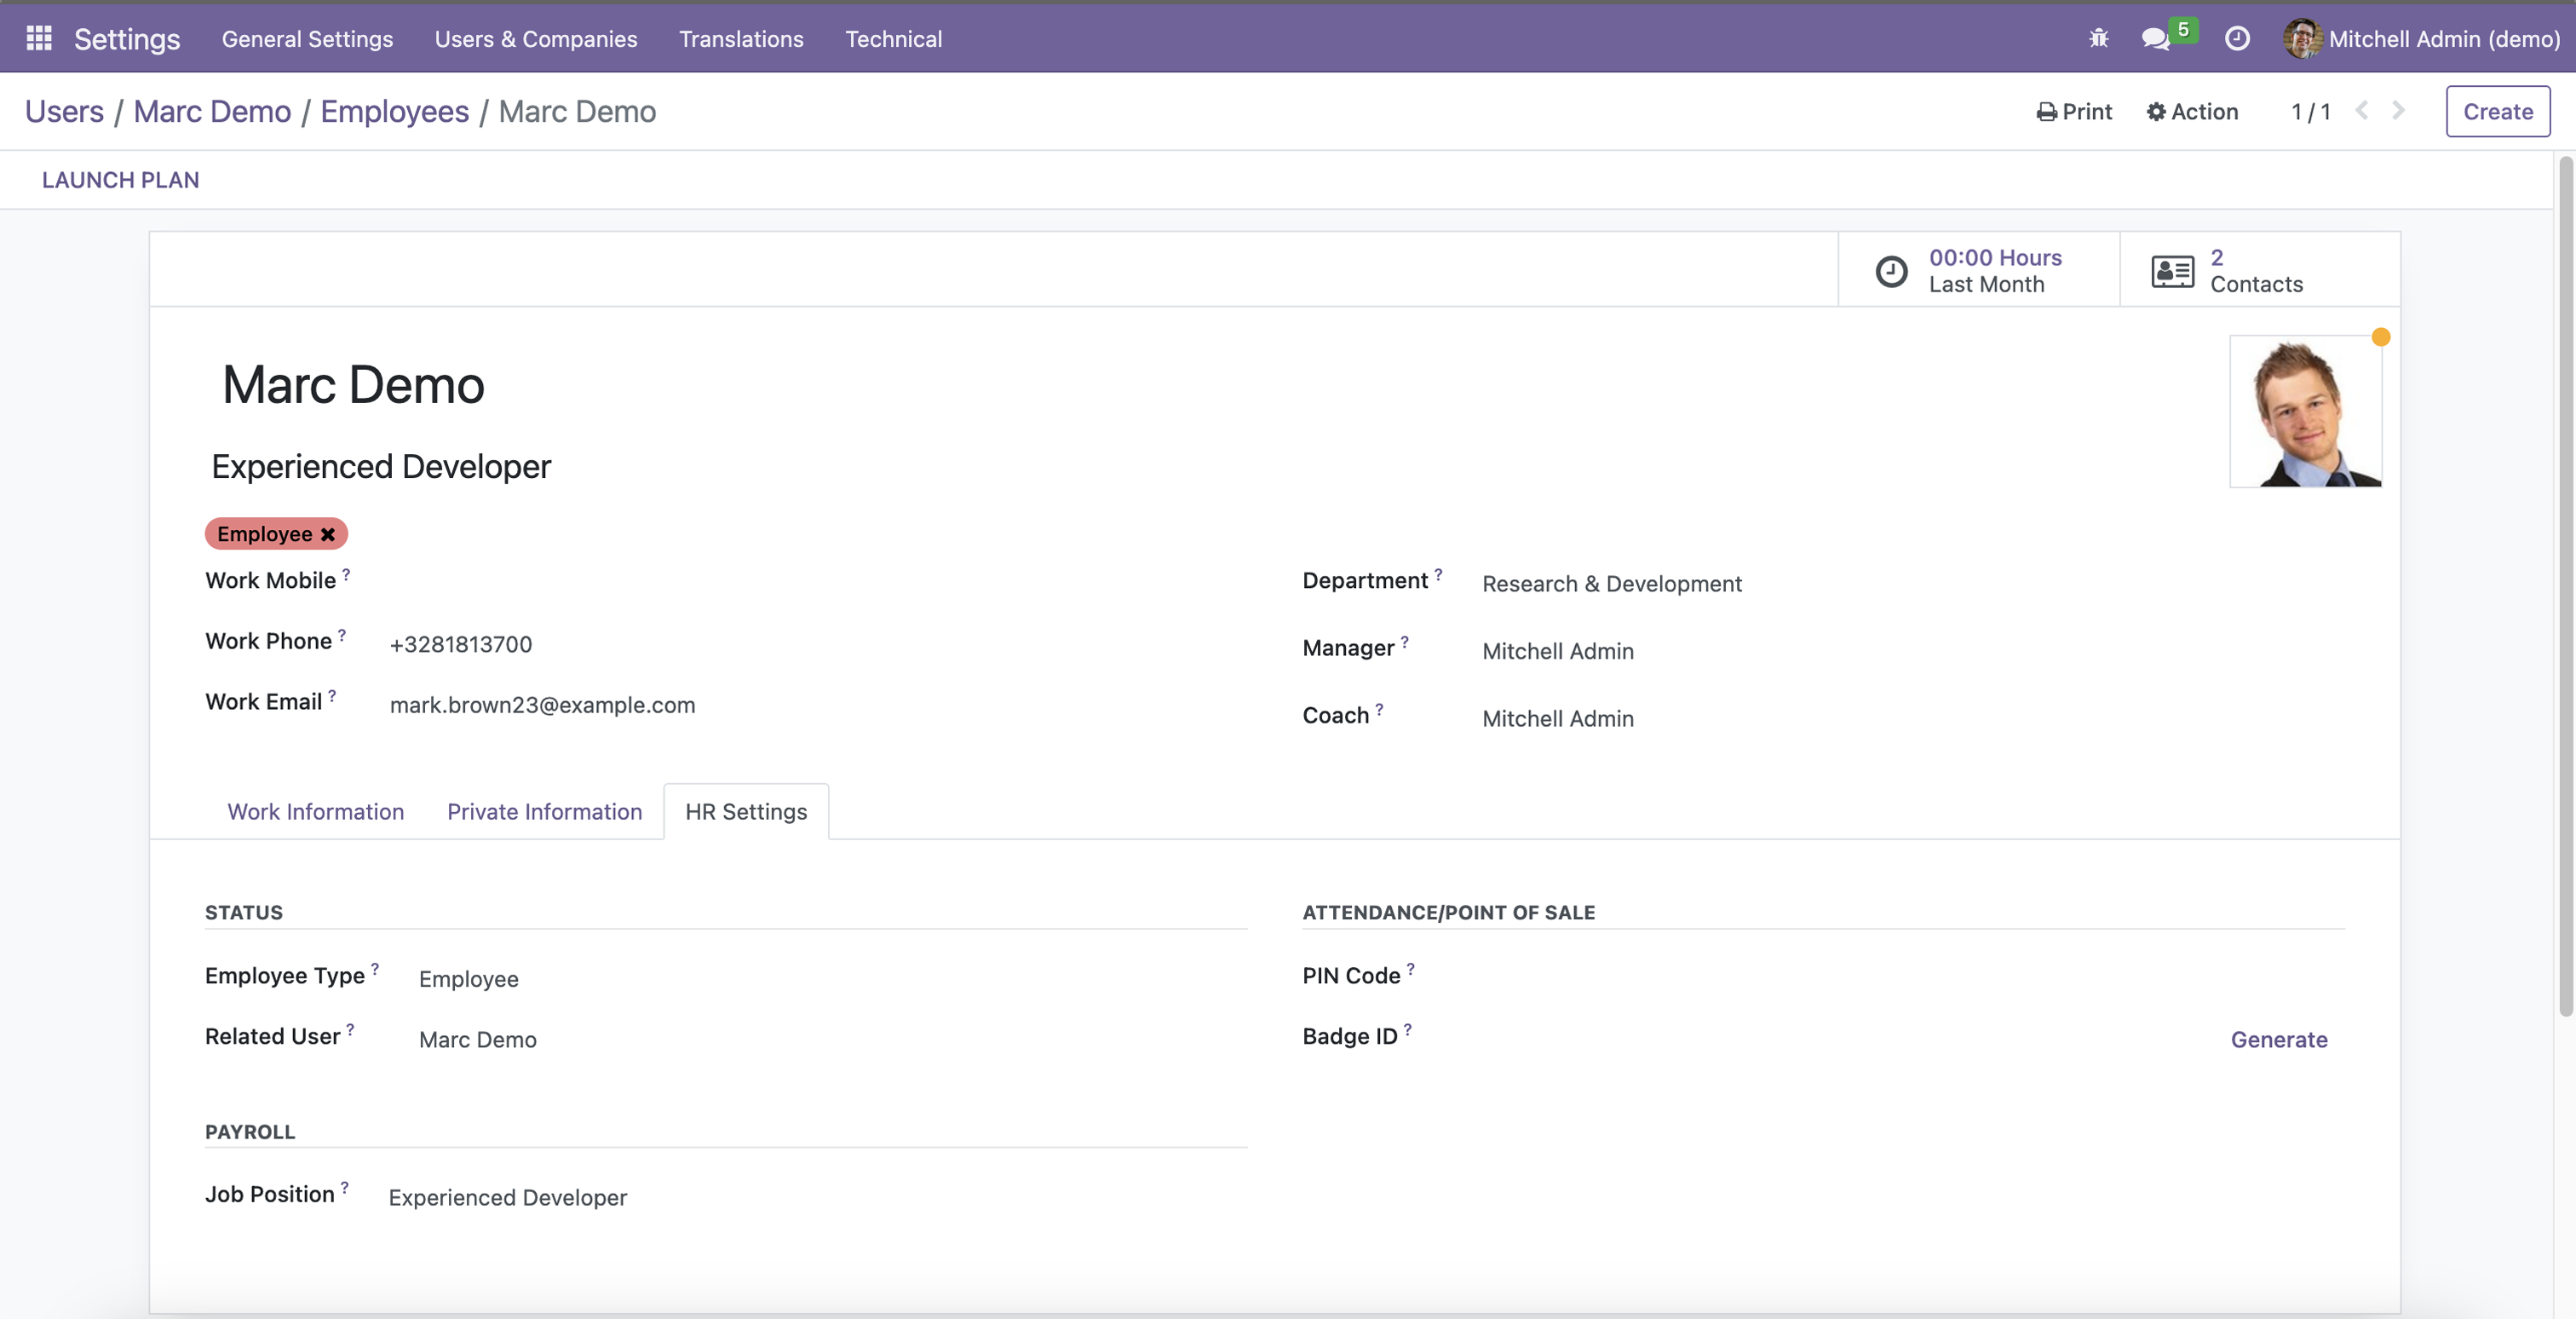 Settings General Settings Users & Companies Translations Technical 5 Mitchell Admin (demo)
Users / Marc Demo / Employees / Marc Demo Print Action 1 / 1 Create
LAUNCH PLAN
00:00 Hours
Last Month
2
Contacts
Marc Demo
Experienced Developer
Employee
Work Mobile ?
Work Phone ? +3281813700
Work Email ? mark.brown23@example.com
Department ? Research & Development
Manager ? Mitchell Admin
Coach ? Mitchell Admin
Work Information Private Information HR Settings
STATUS
Employee Type ? Employee
Related User ? Marc Demo
ATTENDANCE/POINT OF SALE
PIN Code ?
Badge ID ? Generate
PAYROLL
Job Position ? Experienced Developer